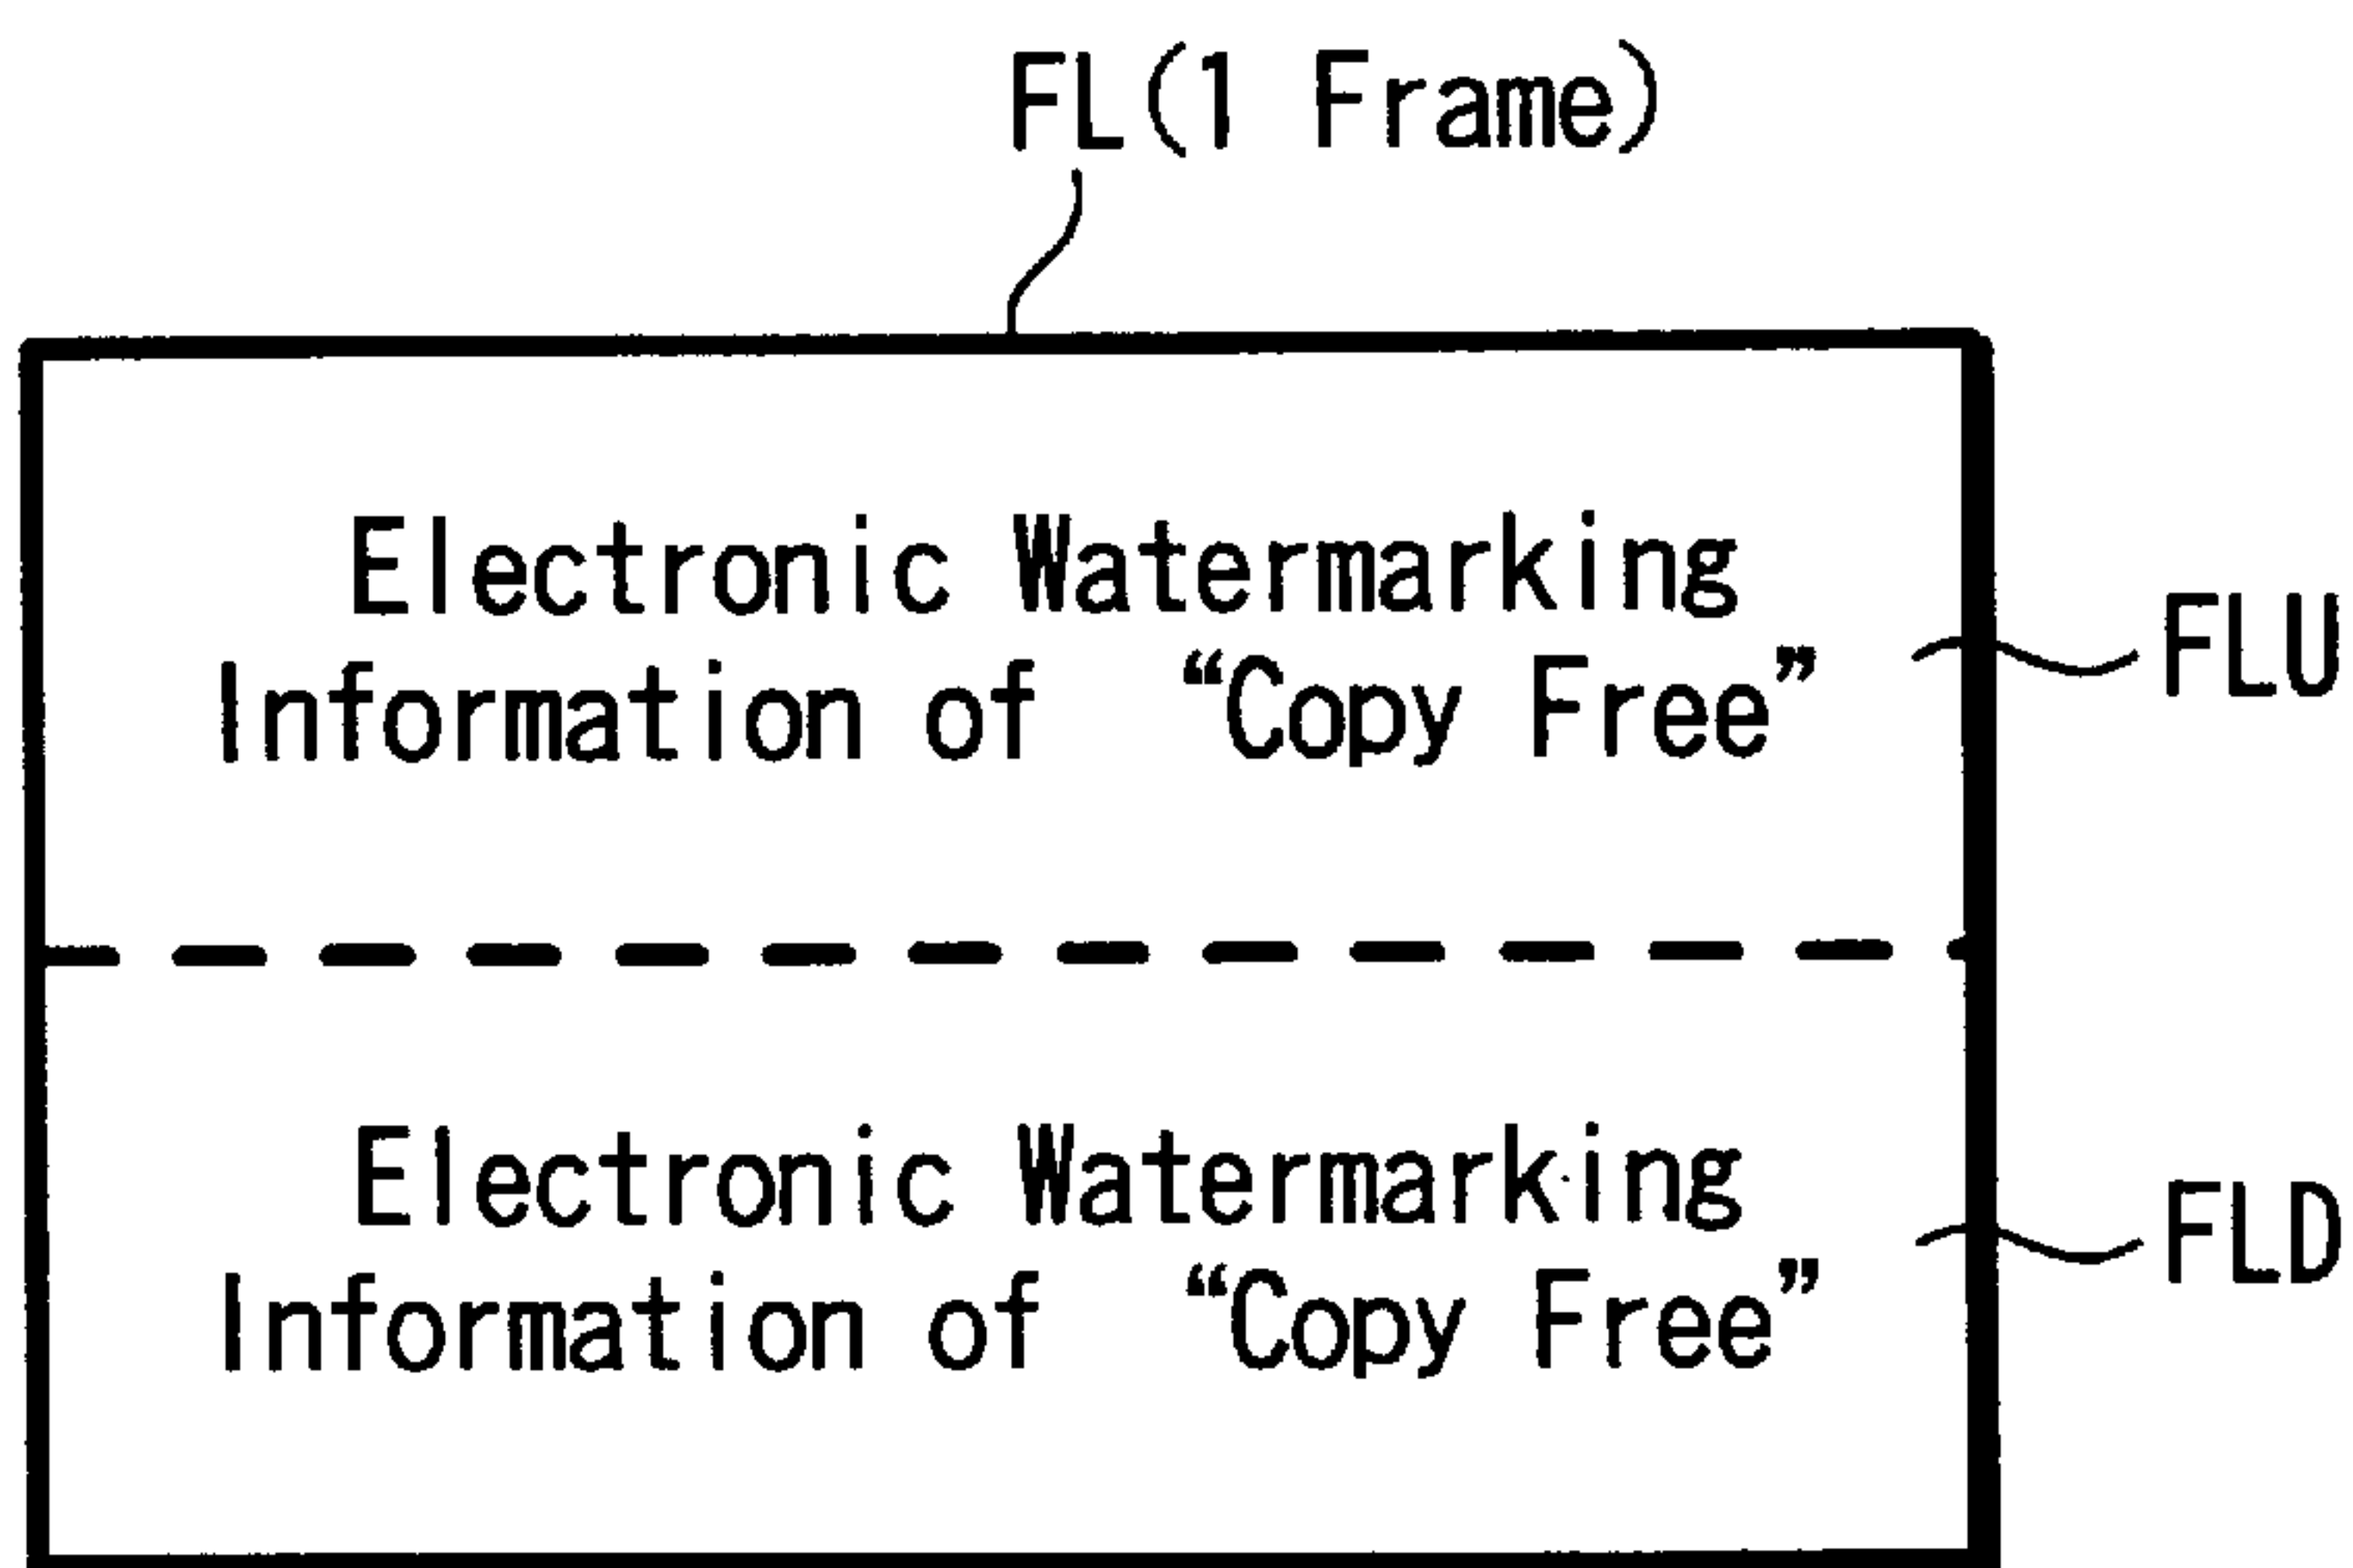 FL(1 Frame)
Electronic Watermarking
Information of “Copy Free”
FLU
Electronic Watermarking
Information of “Copy Free”
FLD